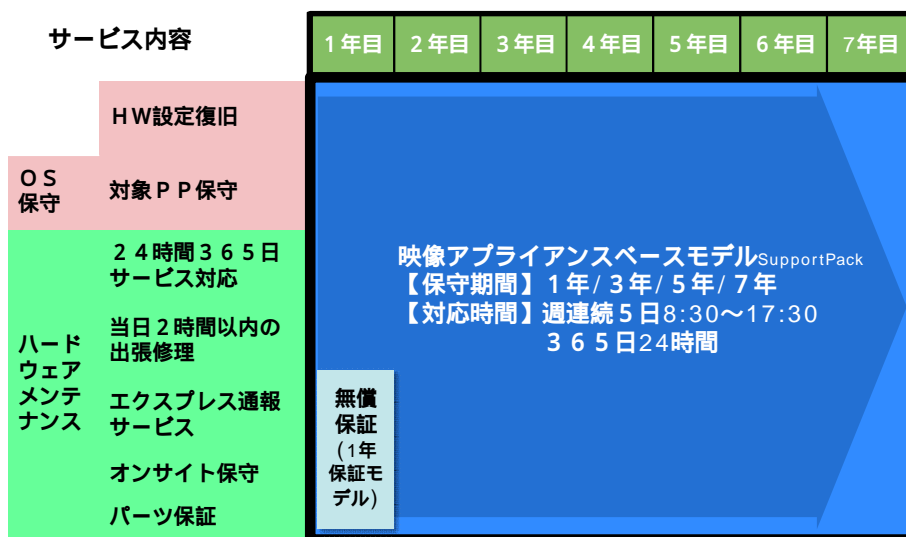 サービス内容
1年目 2年目 3年目 4年目 5年目 6年目 7年目
HW設定復旧
OS
保守
対象PP保守
24時間365日
サービス対応
当日2時間以内の
出張修理
ハード
ウェア
メンテ
ナンス
エクスプレス通報
サービス
オンサイト保守
パーツ保証
映像アプライアンスベースモデルSupportPack
【保守期間】1年/3年/5年/7年
【対応時間】週連続5日8:30～17:30
365日24時間
無償
保証
(1年
保証モ
デル)